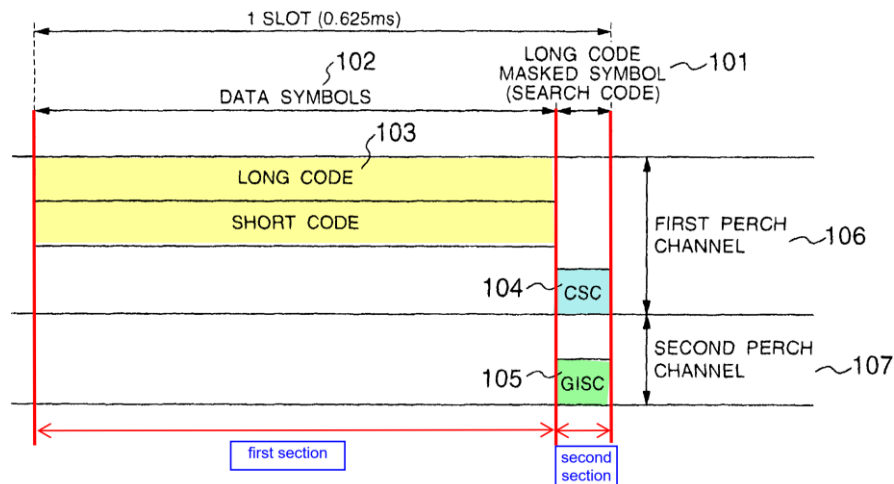 1 SLOT (0.625ms)
102
DATA SYMBOLS
LONG CODE
MASKED SYMBOL
(SEARCH CODE)
101
103
LONG CODE
SHORT CODE
FIRST PERCH
CHANNEL
106
104
CSC
SECOND PERCH
CHANNEL
107
105
GISC
first section
second
section